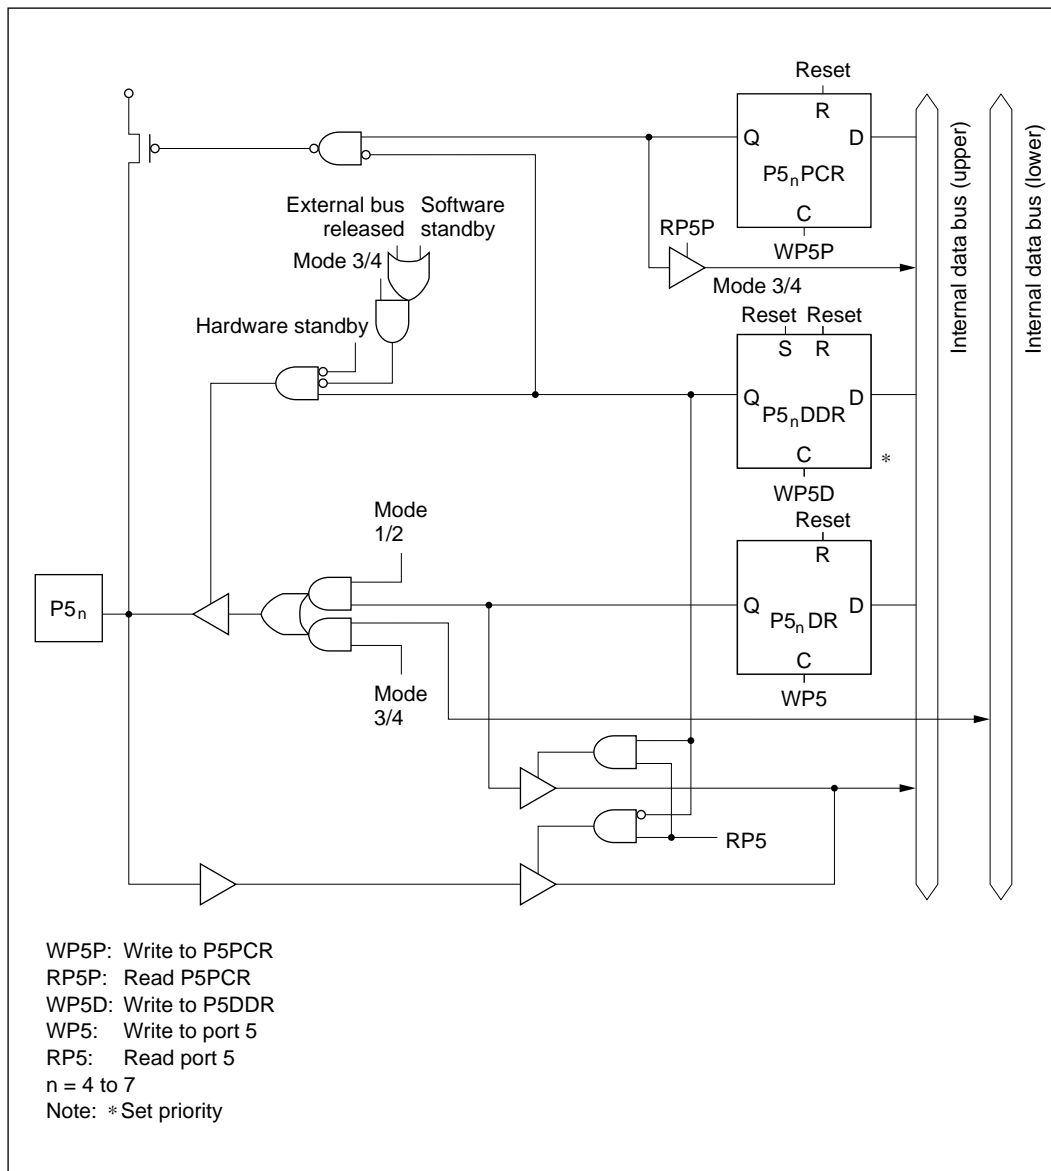 Reset
R
Q
D
P5nPCR
C
WP5P
External bus
released
Software
standby
RP5P
Mode 3/4
Mode 3/4
Hardware standby
Reset
Reset
S
R
Q
D
P5nDDR
C
*
WP5D
Mode
1/2
Reset
R
P5n
Q
D
P5n DR
C
Mode
3/4
WP5
RP5
Internal data bus (upper)
Internal data bus (lower)
WP5P: Write to P5PCR
RP5P: Read P5PCR
WP5D: Write to P5DDR
WP5: Write to port 5
RP5: Read port 5
n = 4 to 7
Note: * Set priority